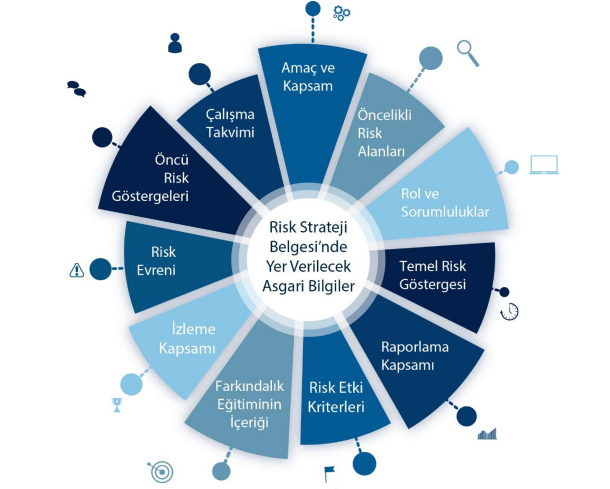 Risk Strateji
Belgesi’nde
Yer Verilecek
Asgari Bilgiler
Amaç ve
Kapsam
Öncelikli
Risk
Alanları
Rol ve
Sorumluluklar
Temel Risk
Göstergesi
Raporlama
Kapsamı
Risk Etki
Kriterleri
Farkındalık
Eğitiminin
İçeriği
İzleme
Kapsamı
Risk
Evreni
Öncü
Risk
Göstergeleri
Çalışma
Takvimi